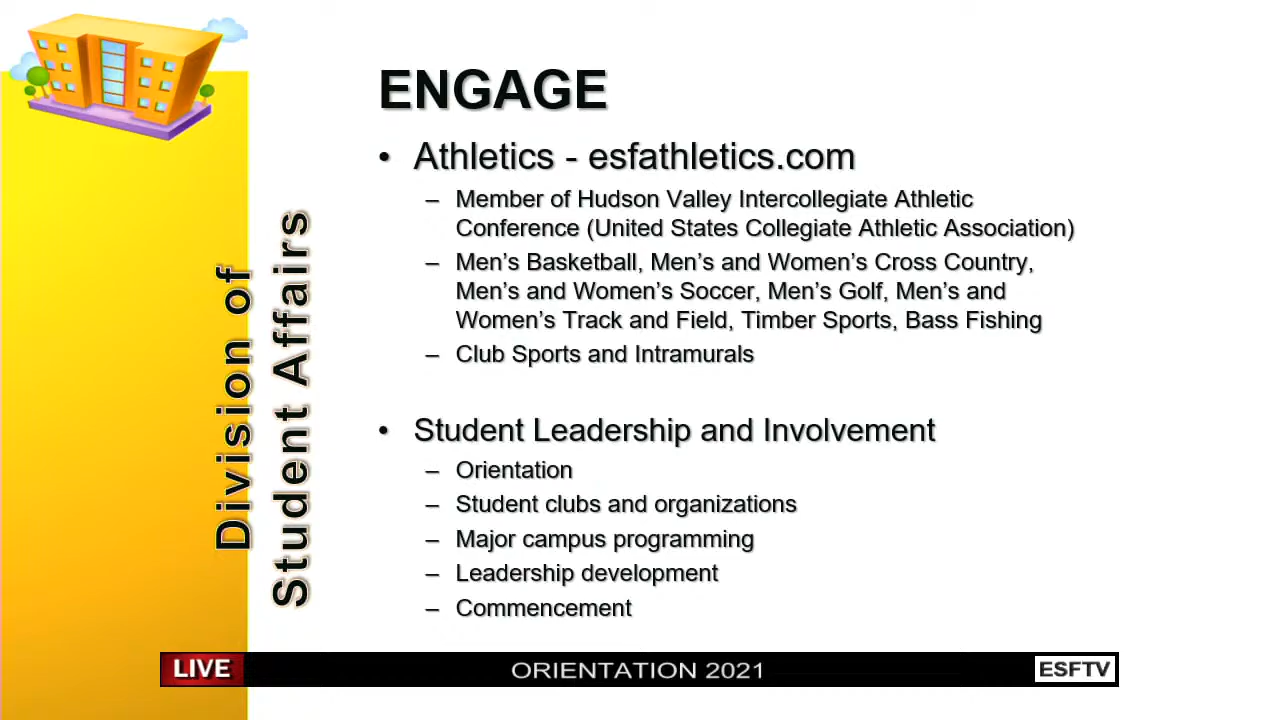 ENGAGE
• Athletics - esfathletics.com
– Member of Hudson Valley Intercollegiate Athletic
Conference (United States Collegiate Athletic Association)
– Men’s Basketball, Men’s and Women’s Cross Country,
Men’s and Women’s Soccer, Men’s Golf, Men’s and
Women’s Track and Field, Timber Sports, Bass Fishing
– Club Sports and Intramurals
• Student Leadership and Involvement
– Orientation
– Student clubs and organizations
– Major campus programming
– Leadership development
– Commencement
Division of
Student Affairs
LIVE
ORIENTATION 2021
ESFTV